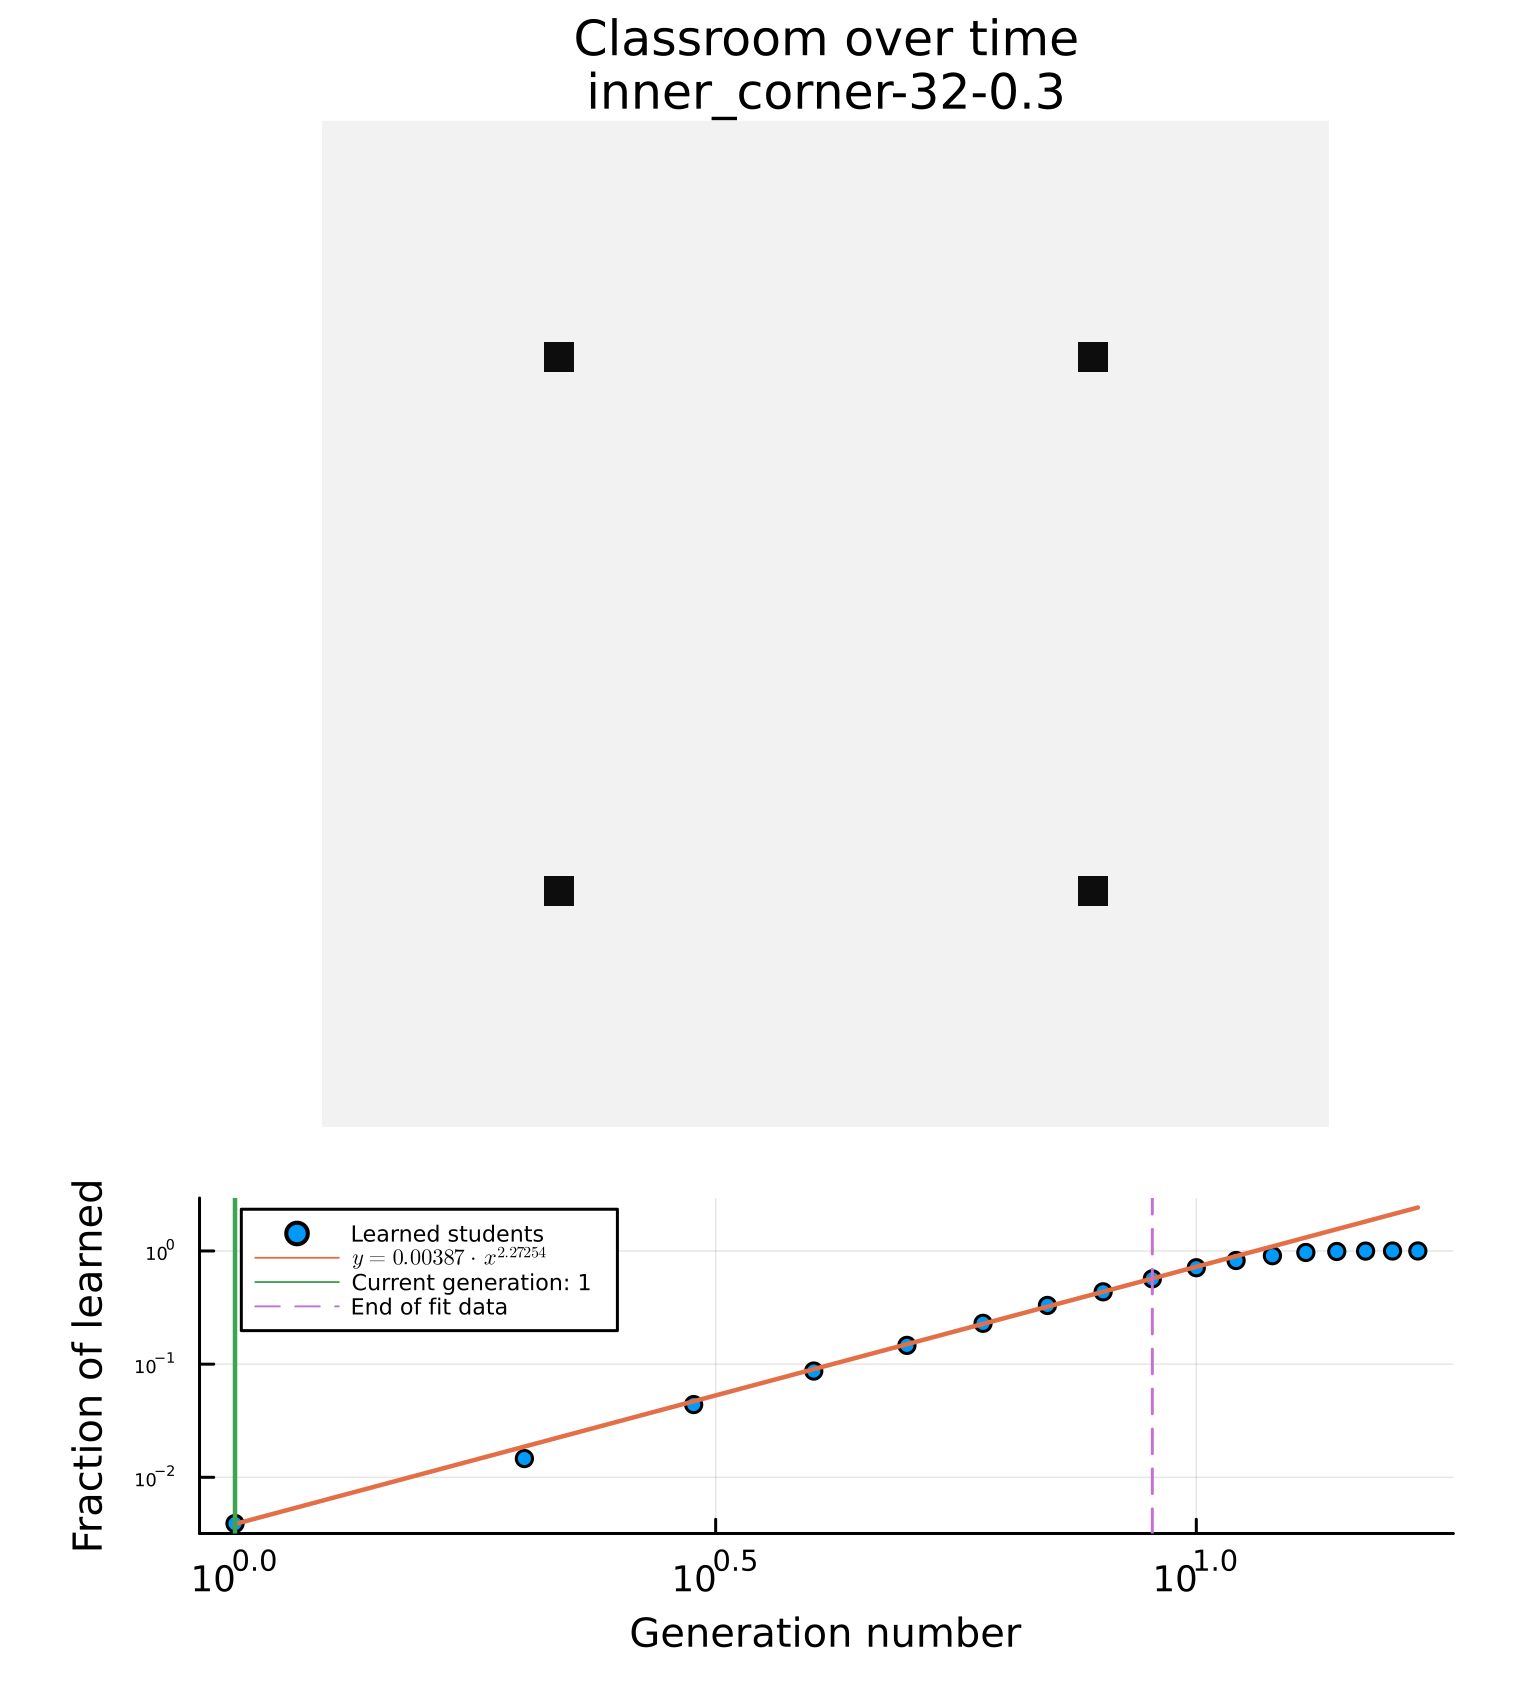 Classroom over time
inner_corner-32-0.3
Fraction of learned
10⁰
10⁻¹
10⁻²
Learned students
y = 0.00387 · x^2.27254
Current generation: 1
End of fit data
10^0.0
10^0.5
10^1.0
Generation number